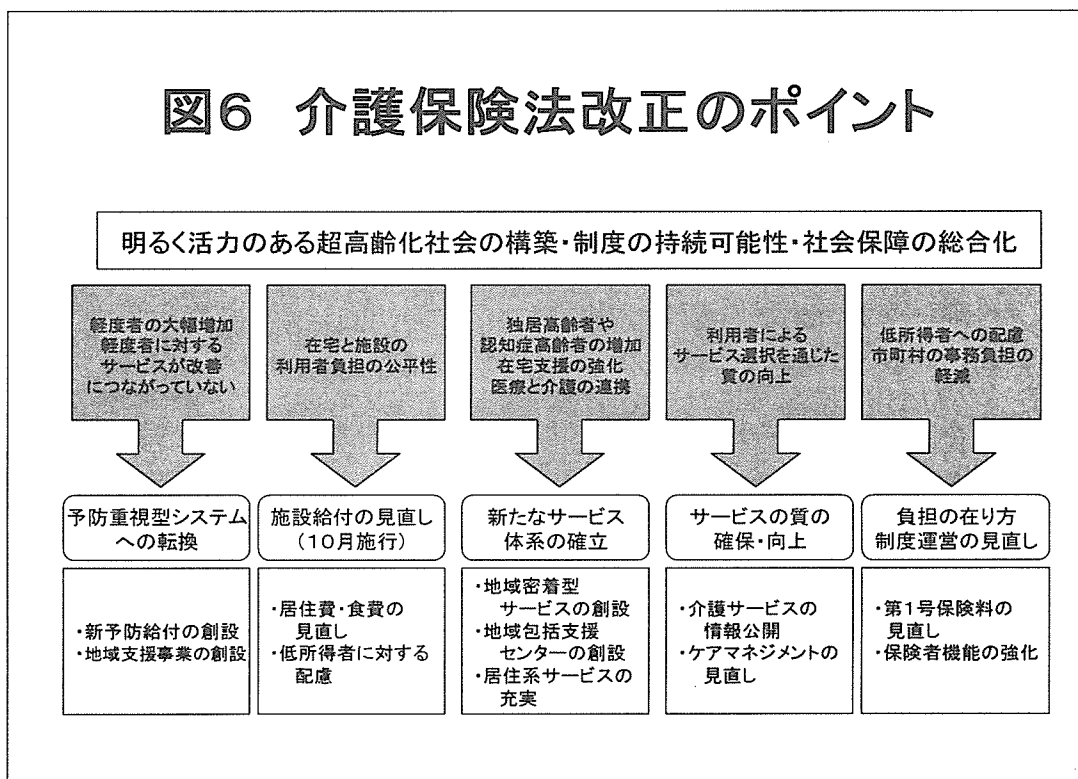 図6 介護保険法改正のポイント
明るく活力のある超高齢化社会の構築・制度の持続可能性・社会保障の総合化
軽度者の大幅増加
軽度者に対する
サービスが改善
につながっていない
在宅と施設の
利用者負担の公平性
独居高齢者や
認知症高齢者の増加
在宅支援の強化
医療と介護の連携
利用者による
サービス選択を通じた
質の向上
低所得者への配慮
市町村の事務負担の
軽減
予防重視型システム
への転換
施設給付の見直し
(10月施行)
新たなサービス
体系の確立
サービスの質の
確保・向上
負担の在り方
制度運営の見直し
・新予防給付の創設
・地域支援事業の創設
・居住費・食費の
見直し
・低所得者に対する
配慮
・地域密着型
サービスの創設
・地域包括支援
センターの創設
・居住系サービスの
充実
・介護サービスの
情報公開
・ケアマネジメントの
見直し
・第1号保険料の
見直し
・保険者機能の強化